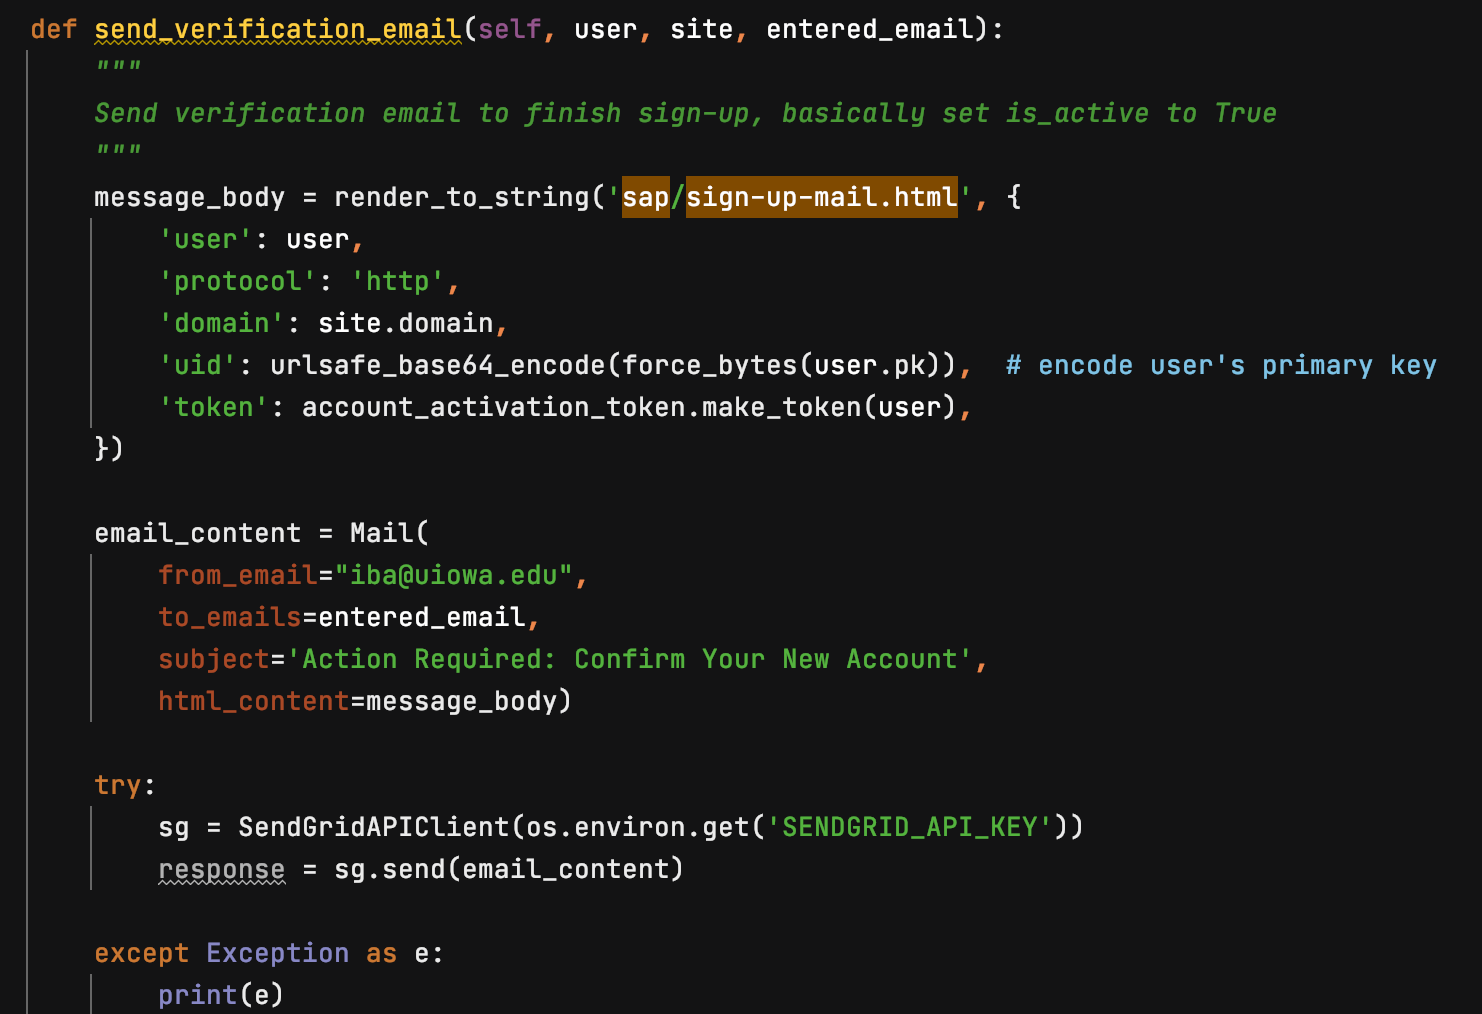 def send_verification_email(self, user, site, entered_email):
"""
Send verification email to finish sign-up, basically set is_active to True
"""
message_body = render_to_string('sap/sign-up-mail.html', {
'user': user,
'protocol': 'http',
'domain': site.domain,
'uid': urlsafe_base64_encode(force_bytes(user.pk)),  # encode user's primary key
'token': account_activation_token.make_token(user),
})
email_content = Mail(
from_email="iba@uiowa.edu",
to_emails=entered_email,
subject='Action Required: Confirm Your New Account',
html_content=message_body)
try:
sg = SendGridAPIClient(os.environ.get('SENDGRID_API_KEY'))
response = sg.send(email_content)
except Exception as e:
print(e)